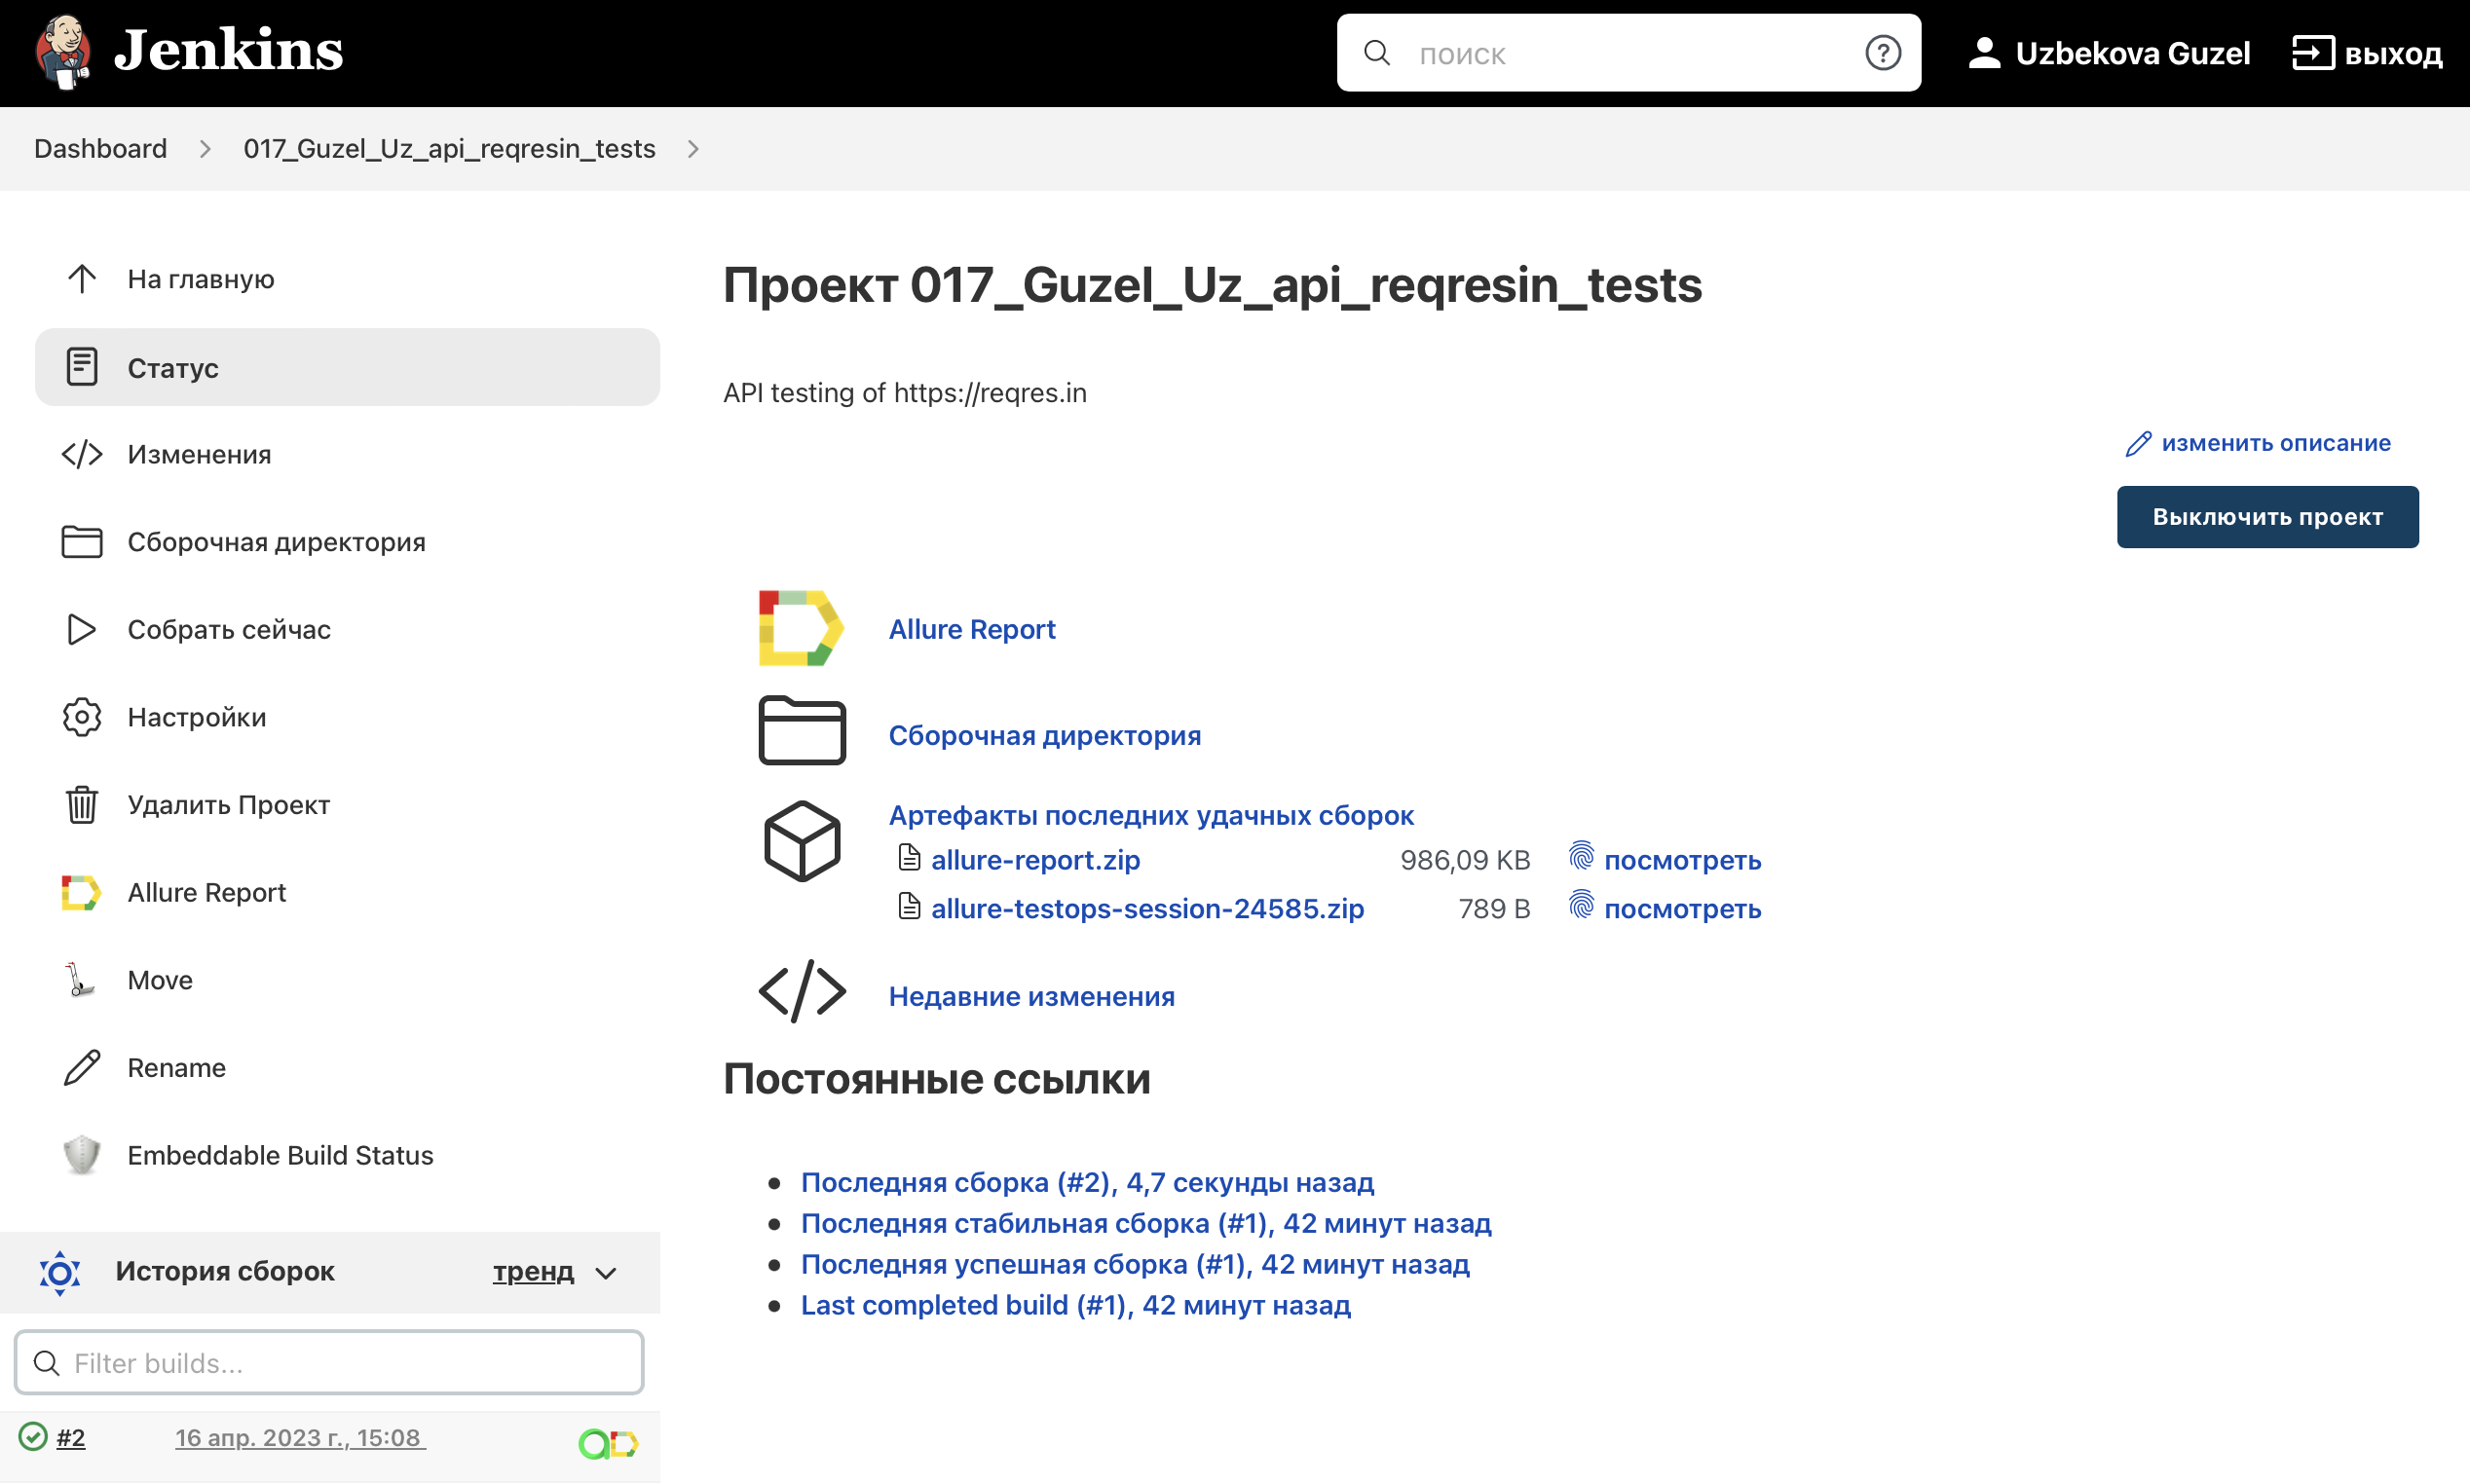 Jenkins
поиск
Uzbekova Guzel
выход
Dashboard
017_Guzel_Uz_api_reqresin_tests
На главную
Статус
Изменения
Сборочная директория
Собрать сейчас
Настройки
Удалить Проект
Allure Report
Move
Rename
Embeddable Build Status
История сборок
тренд
Filter builds...
#2
16 апр. 2023 г., 15:08
Проект 017_Guzel_Uz_api_reqresin_tests
API testing of https://reqres.in
изменить описание
Выключить проект
Allure Report
Сборочная директория
Артефакты последних удачных сборок
allure-report.zip 986,09 KB посмотреть
allure-testops-session-24585.zip 789 B посмотреть
Недавние изменения
Постоянные ссылки
Последняя сборка (#2), 4,7 секунды назад
Последняя стабильная сборка (#1), 42 минут назад
Последняя успешная сборка (#1), 42 минут назад
Last completed build (#1), 42 минут назад